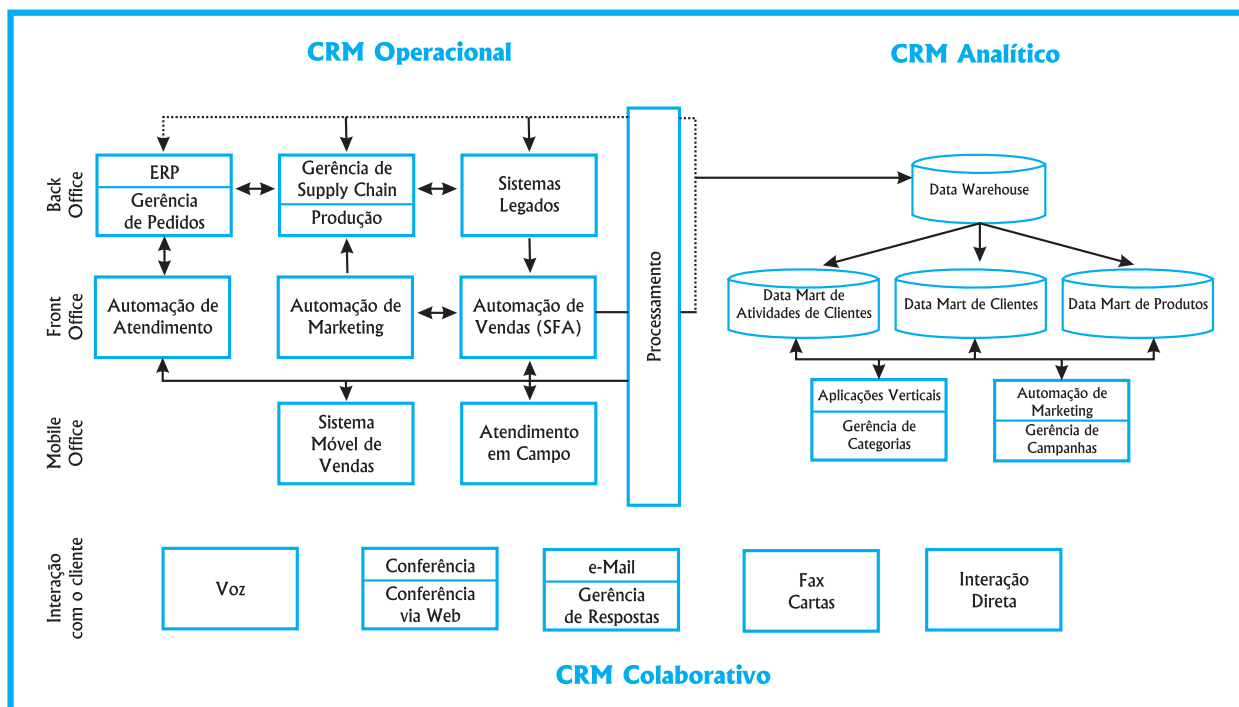 CRM Operacional
CRM Analítico
Back
Office
ERP
Gerência
de Pedidos
Gerência de
Supply Chain
Produção
Sistemas
Legados
Front
Office
Automação de
Atendimento
Automação de
Marketing
Automação de
Vendas (SFA)
Mobile
Office
Sistema
Móvel de
Vendas
Atendimento
em Campo
Processamento
Data Warehouse
Data Mart de
Atividades de Clientes
Data Mart de Clientes
Data Mart de Produtos
Aplicações Verticais
Gerência de
Categorias
Automação de
Marketing
Gerência de
Campanhas
Interação
com o cliente
Voz
Conferência
Conferência
via Web
e-Mail
Gerência
de Respostas
Fax
Cartas
Interação
Direta
CRM Colaborativo